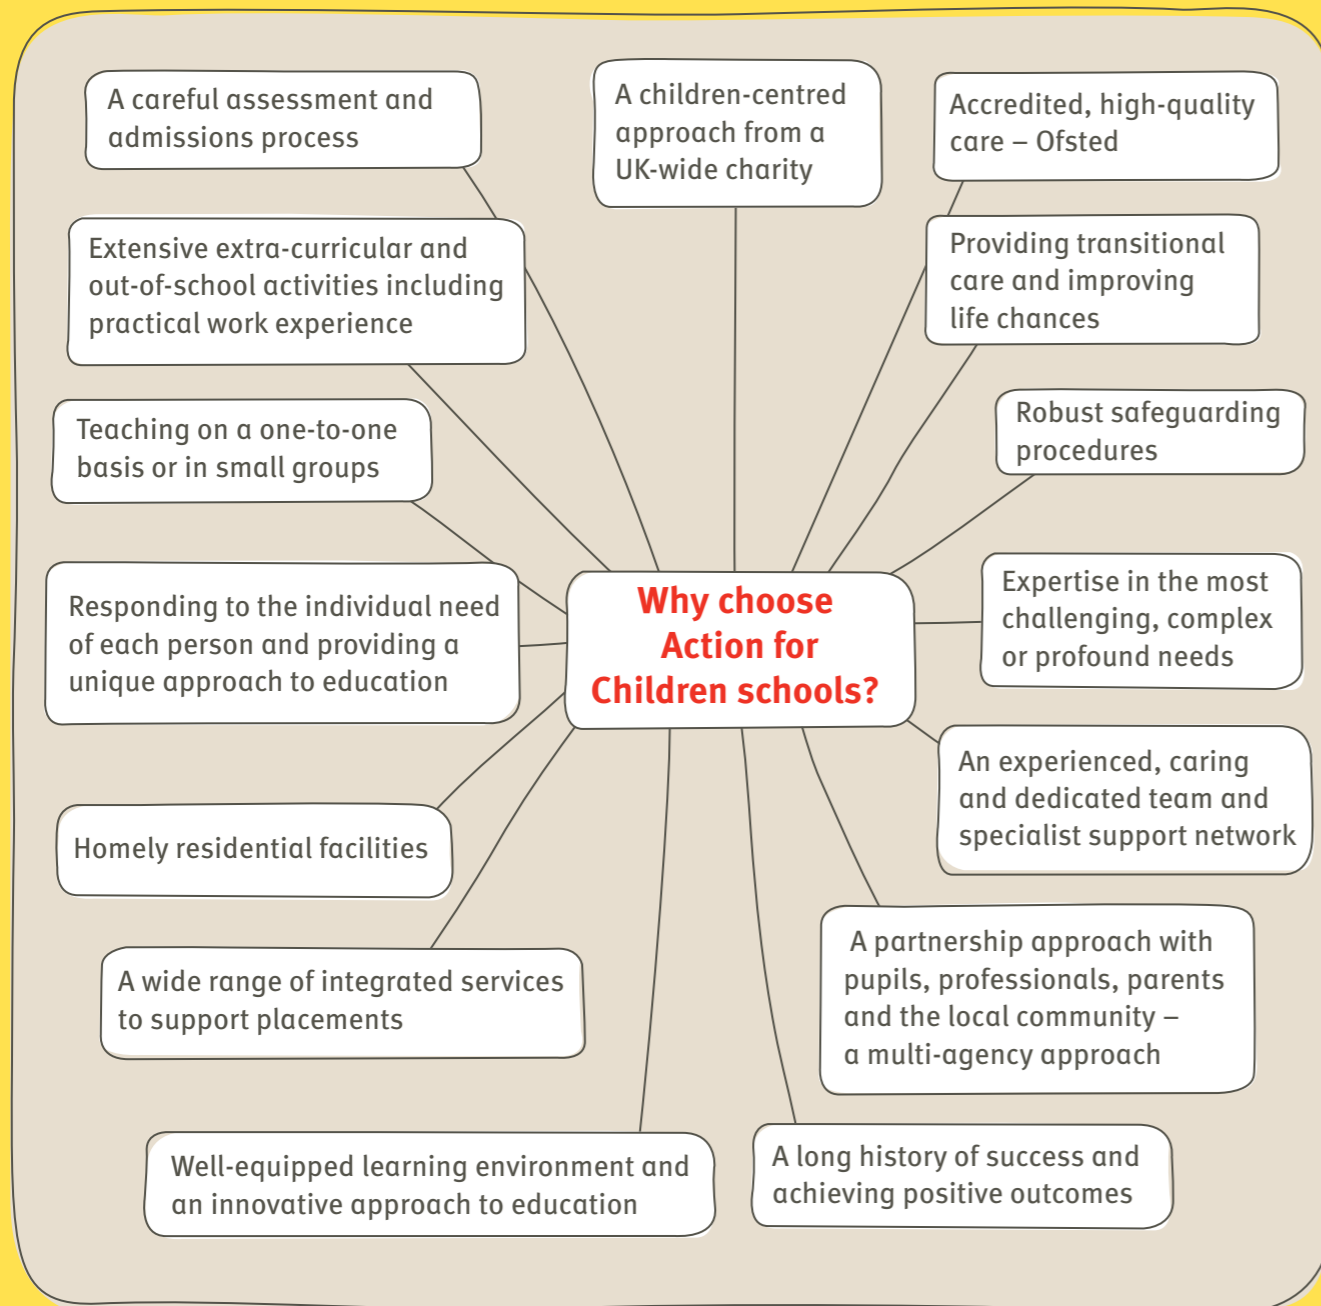 A careful assessment and
admissions process
A children-centred
approach from a
UK-wide charity
Accredited, high-quality
care – Ofsted
Extensive extra-curricular and
out-of-school activities including
practical work experience
Providing transitional
care and improving
life chances
Teaching on a one-to-one
basis or in small groups
Robust safeguarding
procedures
Responding to the individual need
of each person and providing a
unique approach to education
Why choose
Action for
Children schools?
Expertise in the most
challenging, complex
or profound needs
An experienced, caring
and dedicated team and
specialist support network
Homely residential facilities
A partnership approach with
pupils, professionals, parents
and the local community –
a multi-agency approach
A wide range of integrated services
to support placements
Well-equipped learning environment and
an innovative approach to education
A long history of success and
achieving positive outcomes